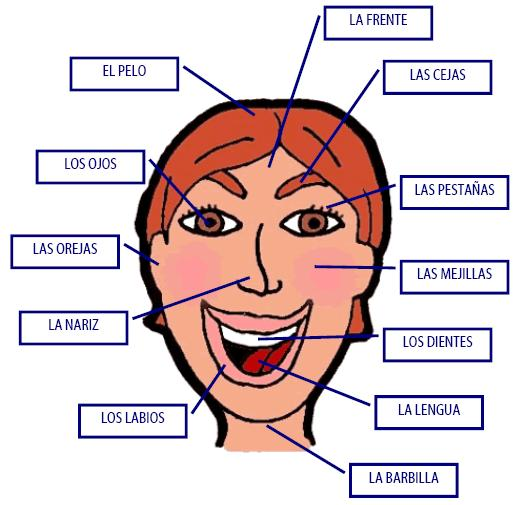 LA FRENTE
EL PELO
LAS CEJAS
LOS OJOS
LAS PESTAÑAS
LAS OREJAS
LAS MEJILLAS
LA NARIZ
LOS DIENTES
LOS LABIOS
LA LENGUA
LA BARBILLA